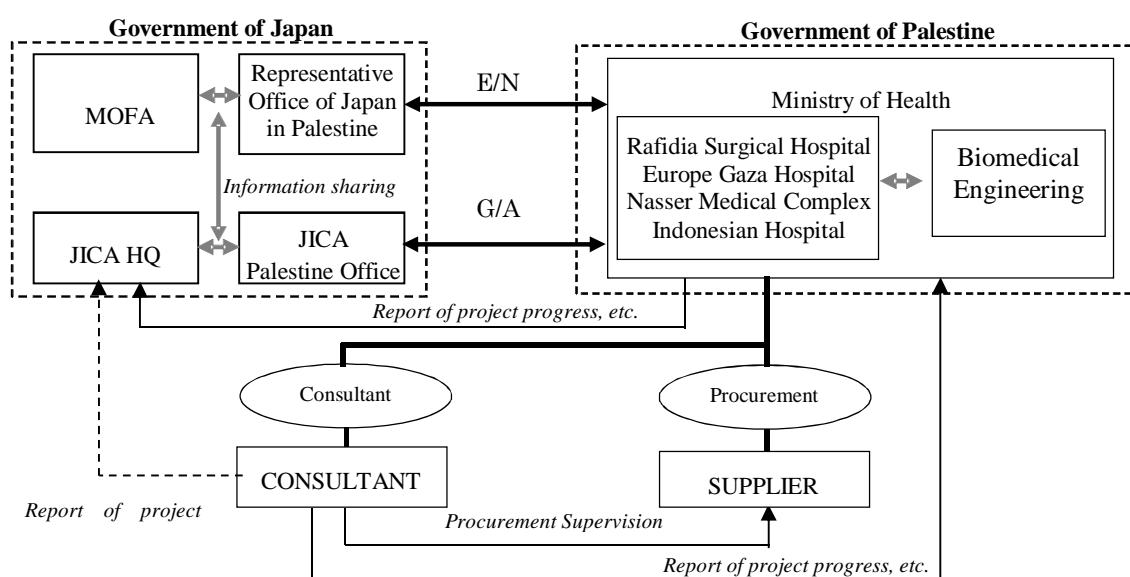 Government of Japan
Government of Palestine
MOFA
Representative
Office of Japan
in Palestine
E/N
Ministry of Health
Rafidia Surgical Hospital
Europe Gaza Hospital
Nasser Medical Complex
Indonesian Hospital
Biomedical
Engineering
Information sharing
G/A
JICA HQ
JICA
Palestine Office
Report of project progress, etc.
Consultant
Procurement
CONSULTANT
SUPPLIER
Report of project
Procurement Supervision
Report of project progress, etc.